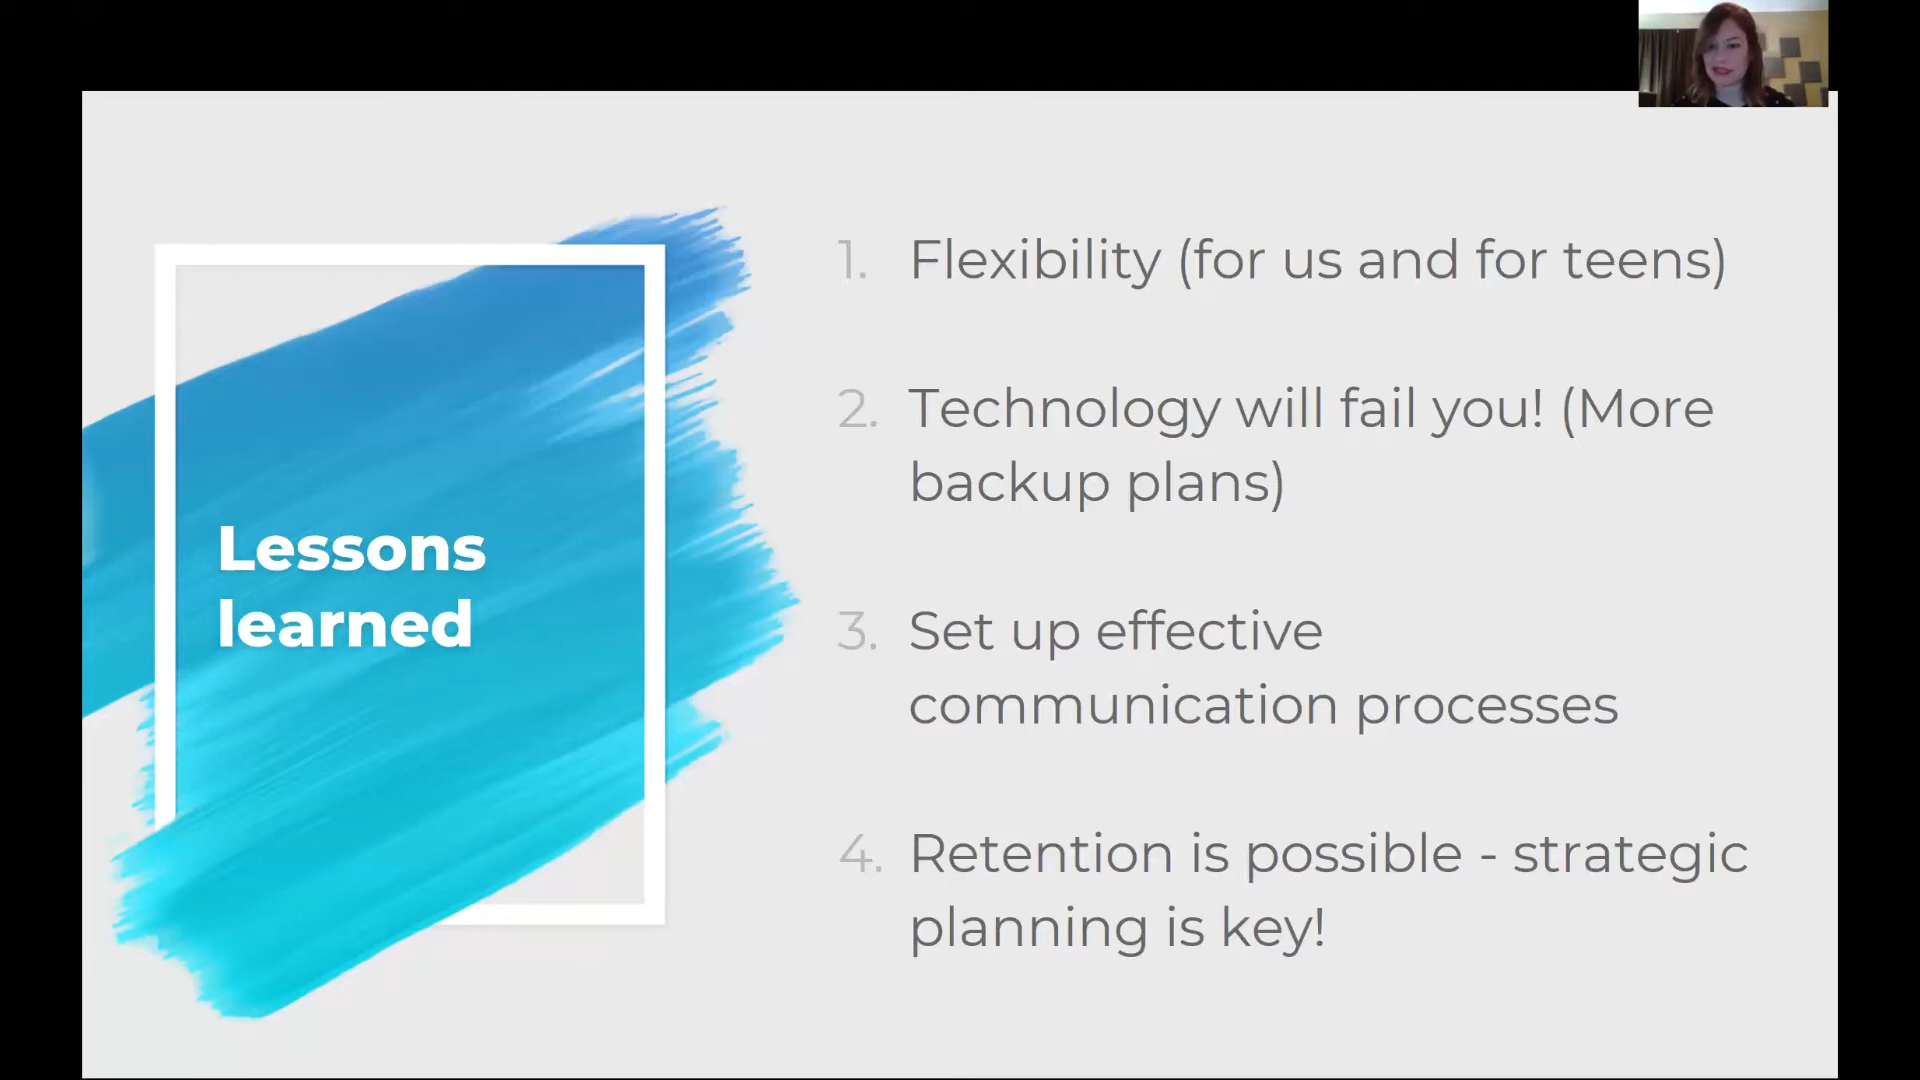 Lessons
learned
1. Flexibility (for us and for teens)
2. Technology will fail you! (More
backup plans)
3. Set up effective
communication processes
4. Retention is possible - strategic
planning is key!